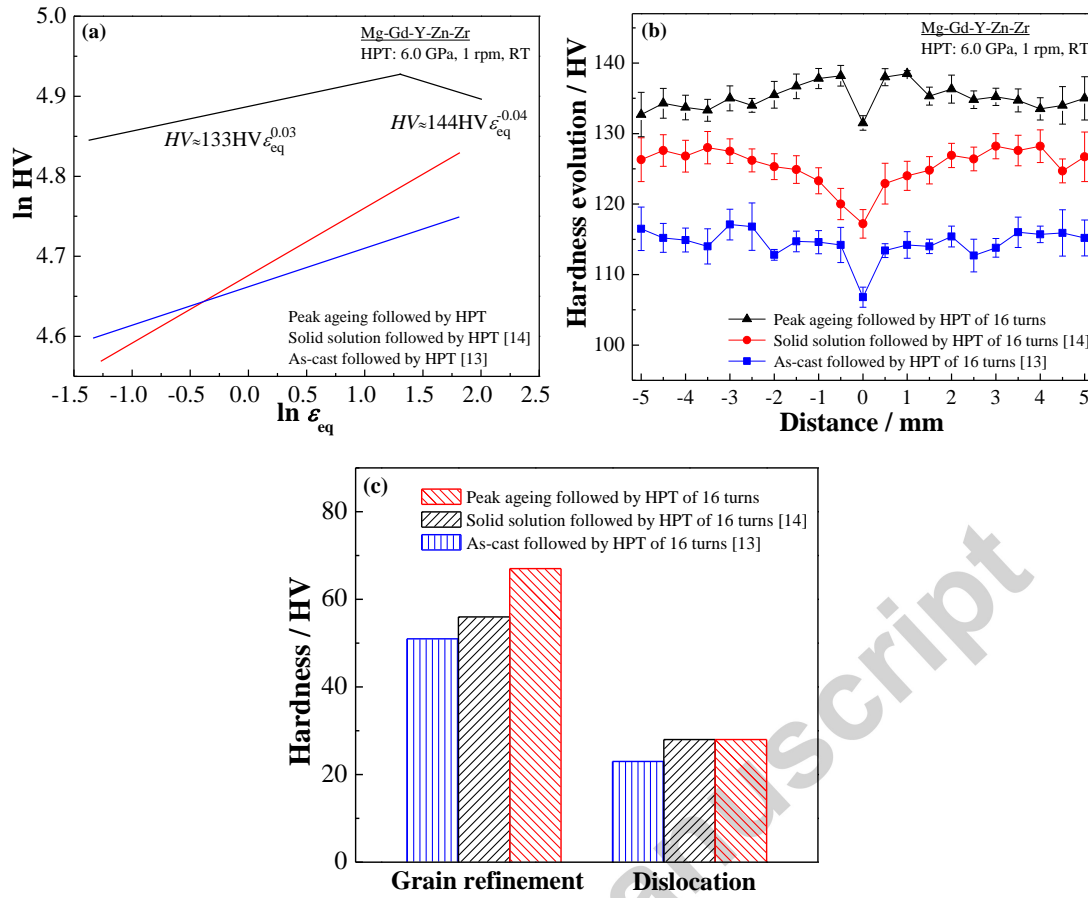 (a)
Mg-Gd-Y-Zn-Zr
HPT: 6.0 GPa, 1 rpm, RT
HV≈133HVε_eq^0.03
HV≈144HVε_eq^-0.04
Peak ageing followed by HPT
Solid solution followed by HPT [14]
As-cast followed by HPT [13]
ln HV
5.0
4.9
4.8
4.7
4.6
-1.5 -1.0 -0.5 0.0 0.5 1.0 1.5 2.0 2.5
ln ε_eq
(b)
Mg-Gd-Y-Zn-Zr
HPT: 6.0 GPa, 1 rpm, RT
Peak ageing followed by HPT of 16 turns
Solid solution followed by HPT of 16 turns [14]
As-cast followed by HPT of 16 turns [13]
Hardness evolution / HV
140
130
120
110
100
-5 -4 -3 -2 -1 0 1 2 3 4 5
Distance / mm
(c)
Peak ageing followed by HPT of 16 turns
Solid solution followed by HPT of 16 turns [14]
As-cast followed by HPT of 16 turns [13]
Hardness / HV
80
60
40
20
0
Grain refinement Dislocation
anuscript